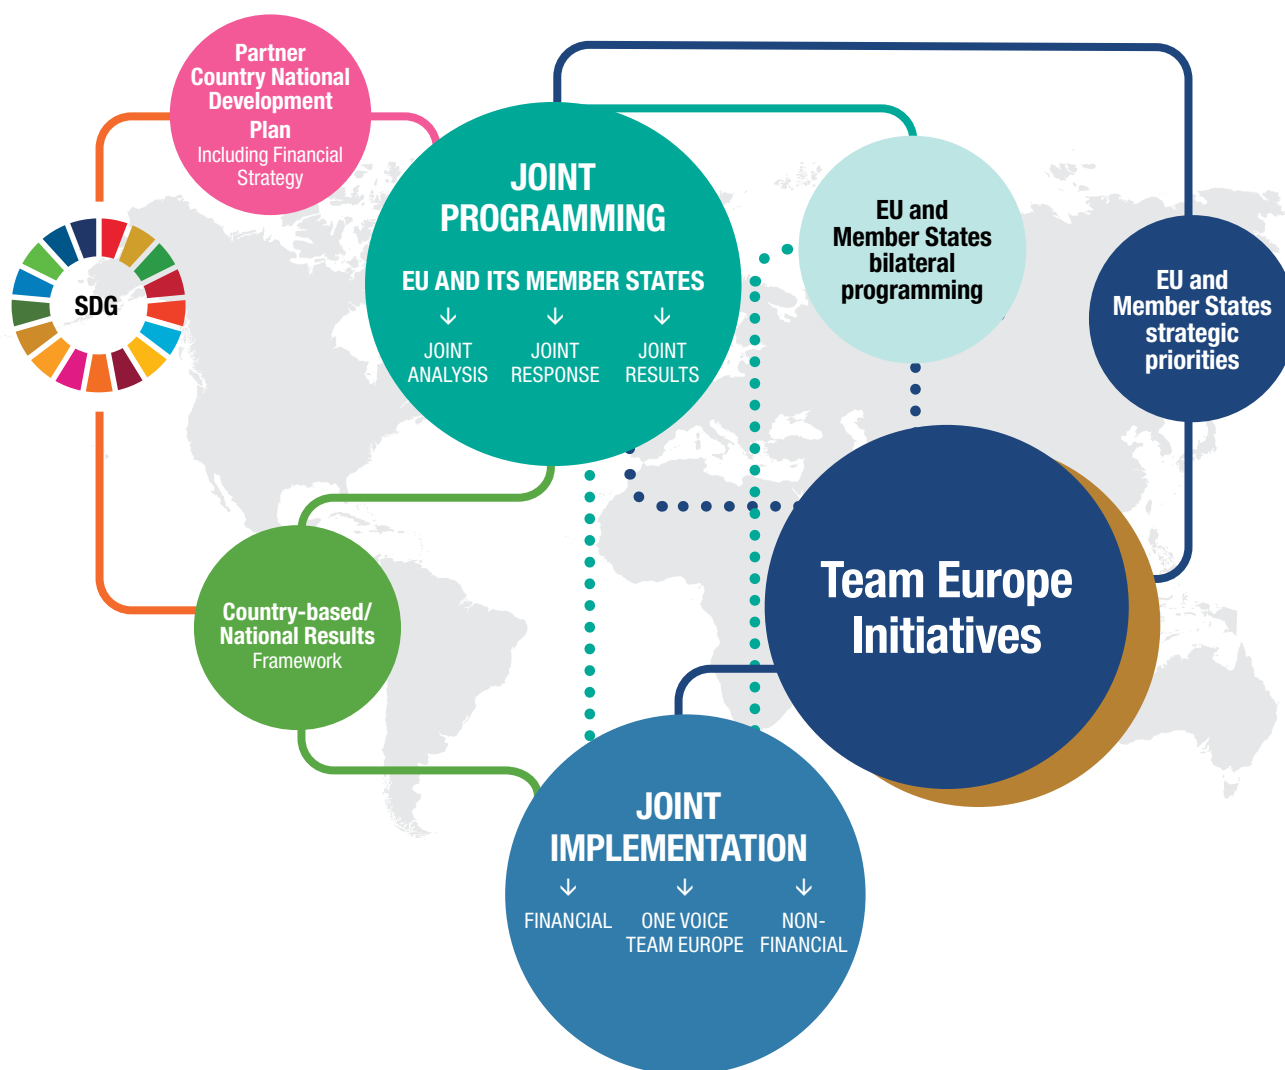 Partner
Country National
Development
Plan
Including Financial
Strategy
SDG
JOINT
PROGRAMMING
EU AND ITS MEMBER STATES
JOINT
ANALYSIS
JOINT
RESPONSE
JOINT
RESULTS
EU and
Member States
bilateral
programming
EU and
Member States
strategic
priorities
Country-based/
National Results
Framework
Team Europe
Initiatives
JOINT
IMPLEMENTATION
FINANCIAL
ONE VOICE
TEAM EUROPE
NON-
FINANCIAL